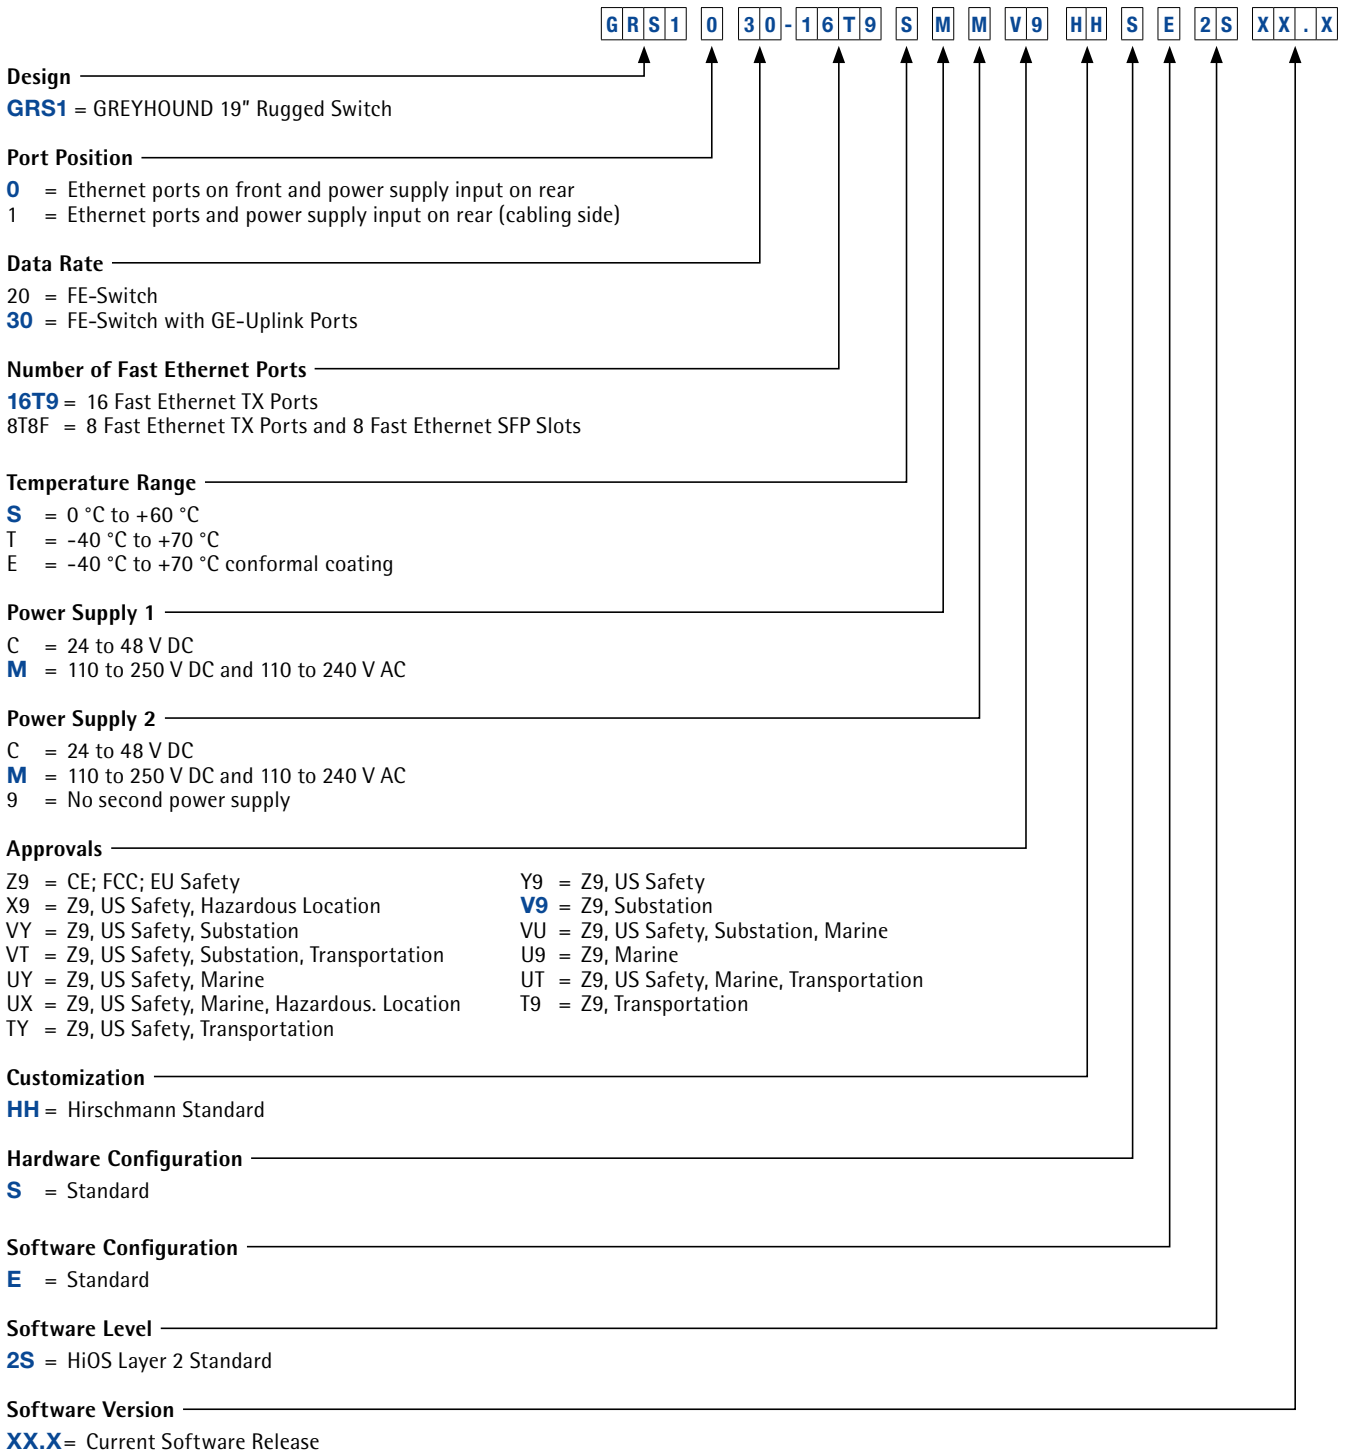 GRS1 0 30-16T9 S M M V9 HH S E 2S XX.X
Design
GRS1 = GREYHOUND 19" Rugged Switch
Port Position
0 = Ethernet ports on front and power supply input on rear
1 = Ethernet ports and power supply input on rear (cabling side)
Data Rate
20 = FE-Switch
30 = FE-Switch with GE-Uplink Ports
Number of Fast Ethernet Ports
16T9 = 16 Fast Ethernet TX Ports
8T8F = 8 Fast Ethernet TX Ports and 8 Fast Ethernet SFP Slots
Temperature Range
S = 0 °C to +60 °C
T = -40 °C to +70 °C
E = -40 °C to +70 °C conformal coating
Power Supply 1
C = 24 to 48 V DC
M = 110 to 250 V DC and 110 to 240 V AC
Power Supply 2
C = 24 to 48 V DC
M = 110 to 250 V DC and 110 to 240 V AC
9 = No second power supply
Approvals
Z9 = CE; FCC; EU Safety
X9 = Z9, US Safety, Hazardous Location
VY = Z9, US Safety, Substation
VT = Z9, US Safety, Substation, Transportation
UY = Z9, US Safety, Marine
UX = Z9, US Safety, Marine, Hazardous. Location
TY = Z9, US Safety, Transportation
Y9 = Z9, US Safety
V9 = Z9, Substation
VU = Z9, US Safety, Substation, Marine
U9 = Z9, Marine
UT = Z9, US Safety, Marine, Transportation
T9 = Z9, Transportation
Customization
HH = Hirschmann Standard
Hardware Configuration
S = Standard
Software Configuration
E = Standard
Software Level
2S = HiOS Layer 2 Standard
Software Version
XX.X = Current Software Release